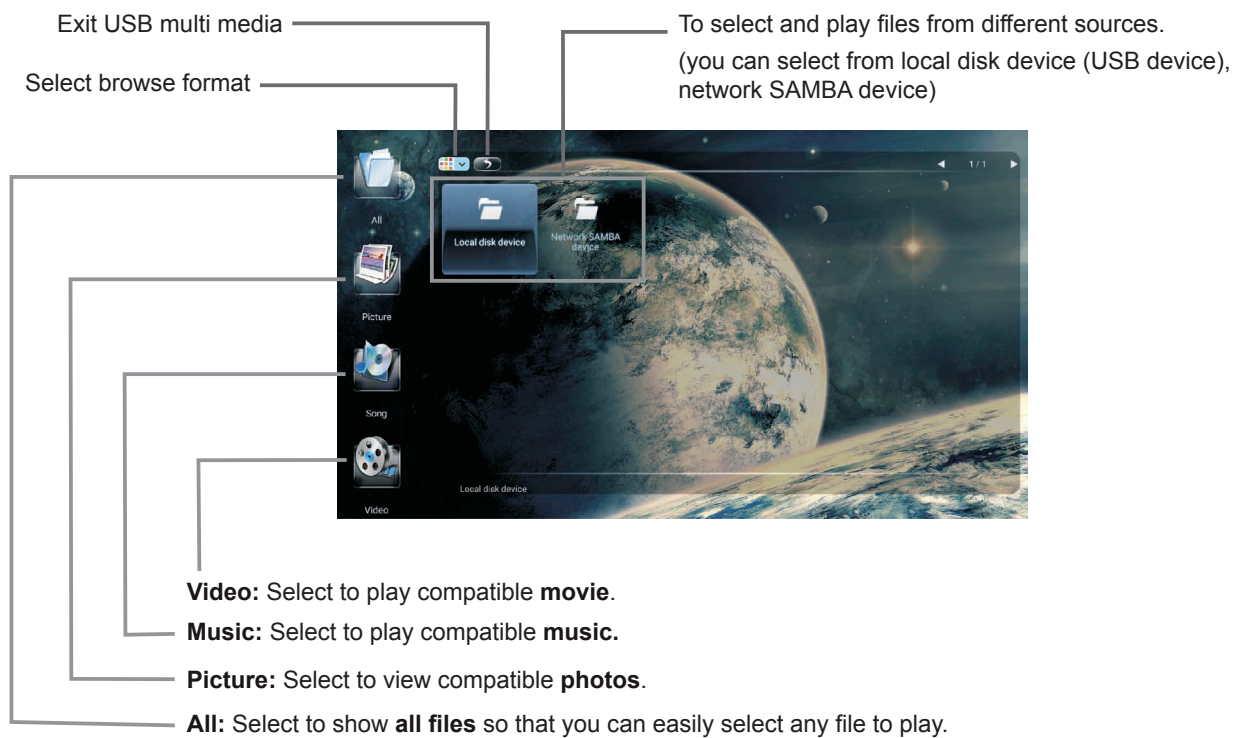 Exit USB multi media
To select and play files from different sources.
(you can select from local disk device (USB device),
network SAMBA device)
Select browse format
1 / 1
All
Local disk device
Network SAMBA
device
Picture
Song
Local disk device
Video
Video: Select to play compatible movie.
Music: Select to play compatible music.
Picture: Select to view compatible photos.
All: Select to show all files so that you can easily select any file to play.